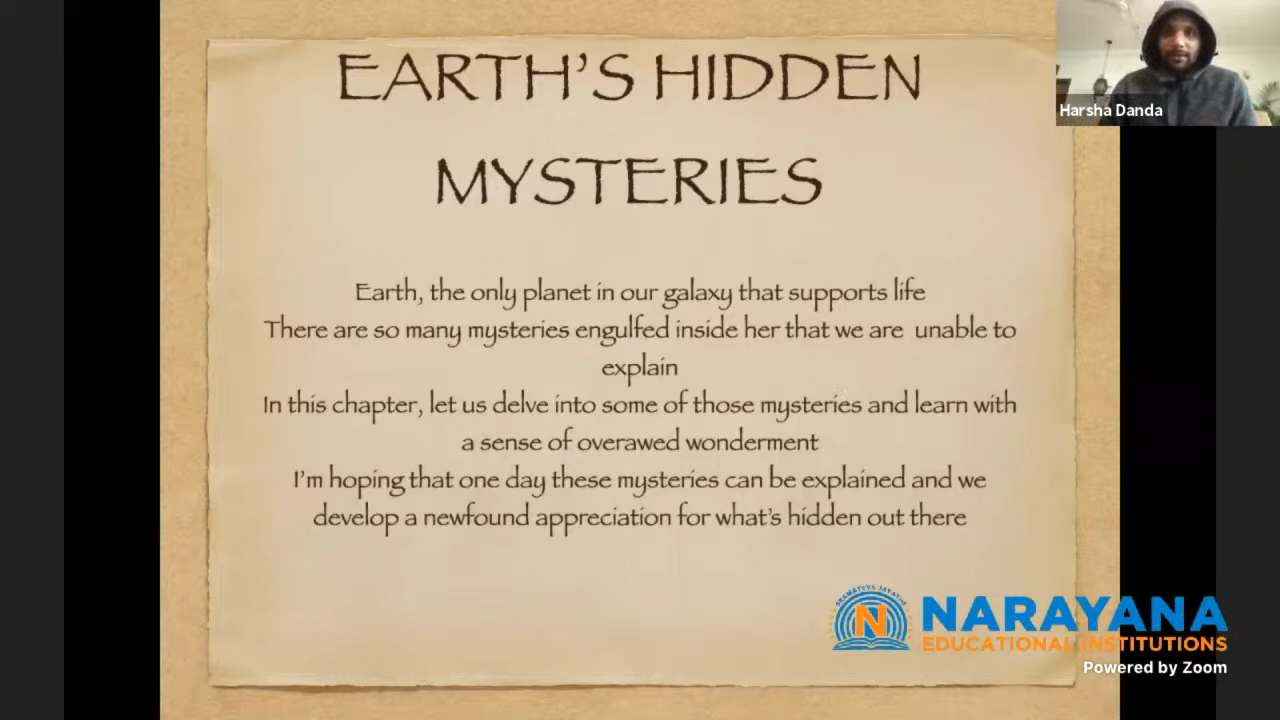 EARTH'S HIDDEN
MYSTERIES
Harsha Danda
Earth, the only planet in our galaxy that supports life
There are so many mysteries engulfed inside her that we are unable to
explain
In this chapter, let us delve into some of those mysteries and learn with
a sense of overawed wonderment
I'm hoping that one day these mysteries can be explained and we
develop a newfound appreciation for what's hidden out there
N
NARAYANA
EDUCATIONAL INSTITUTIONS
Powered by Zoom